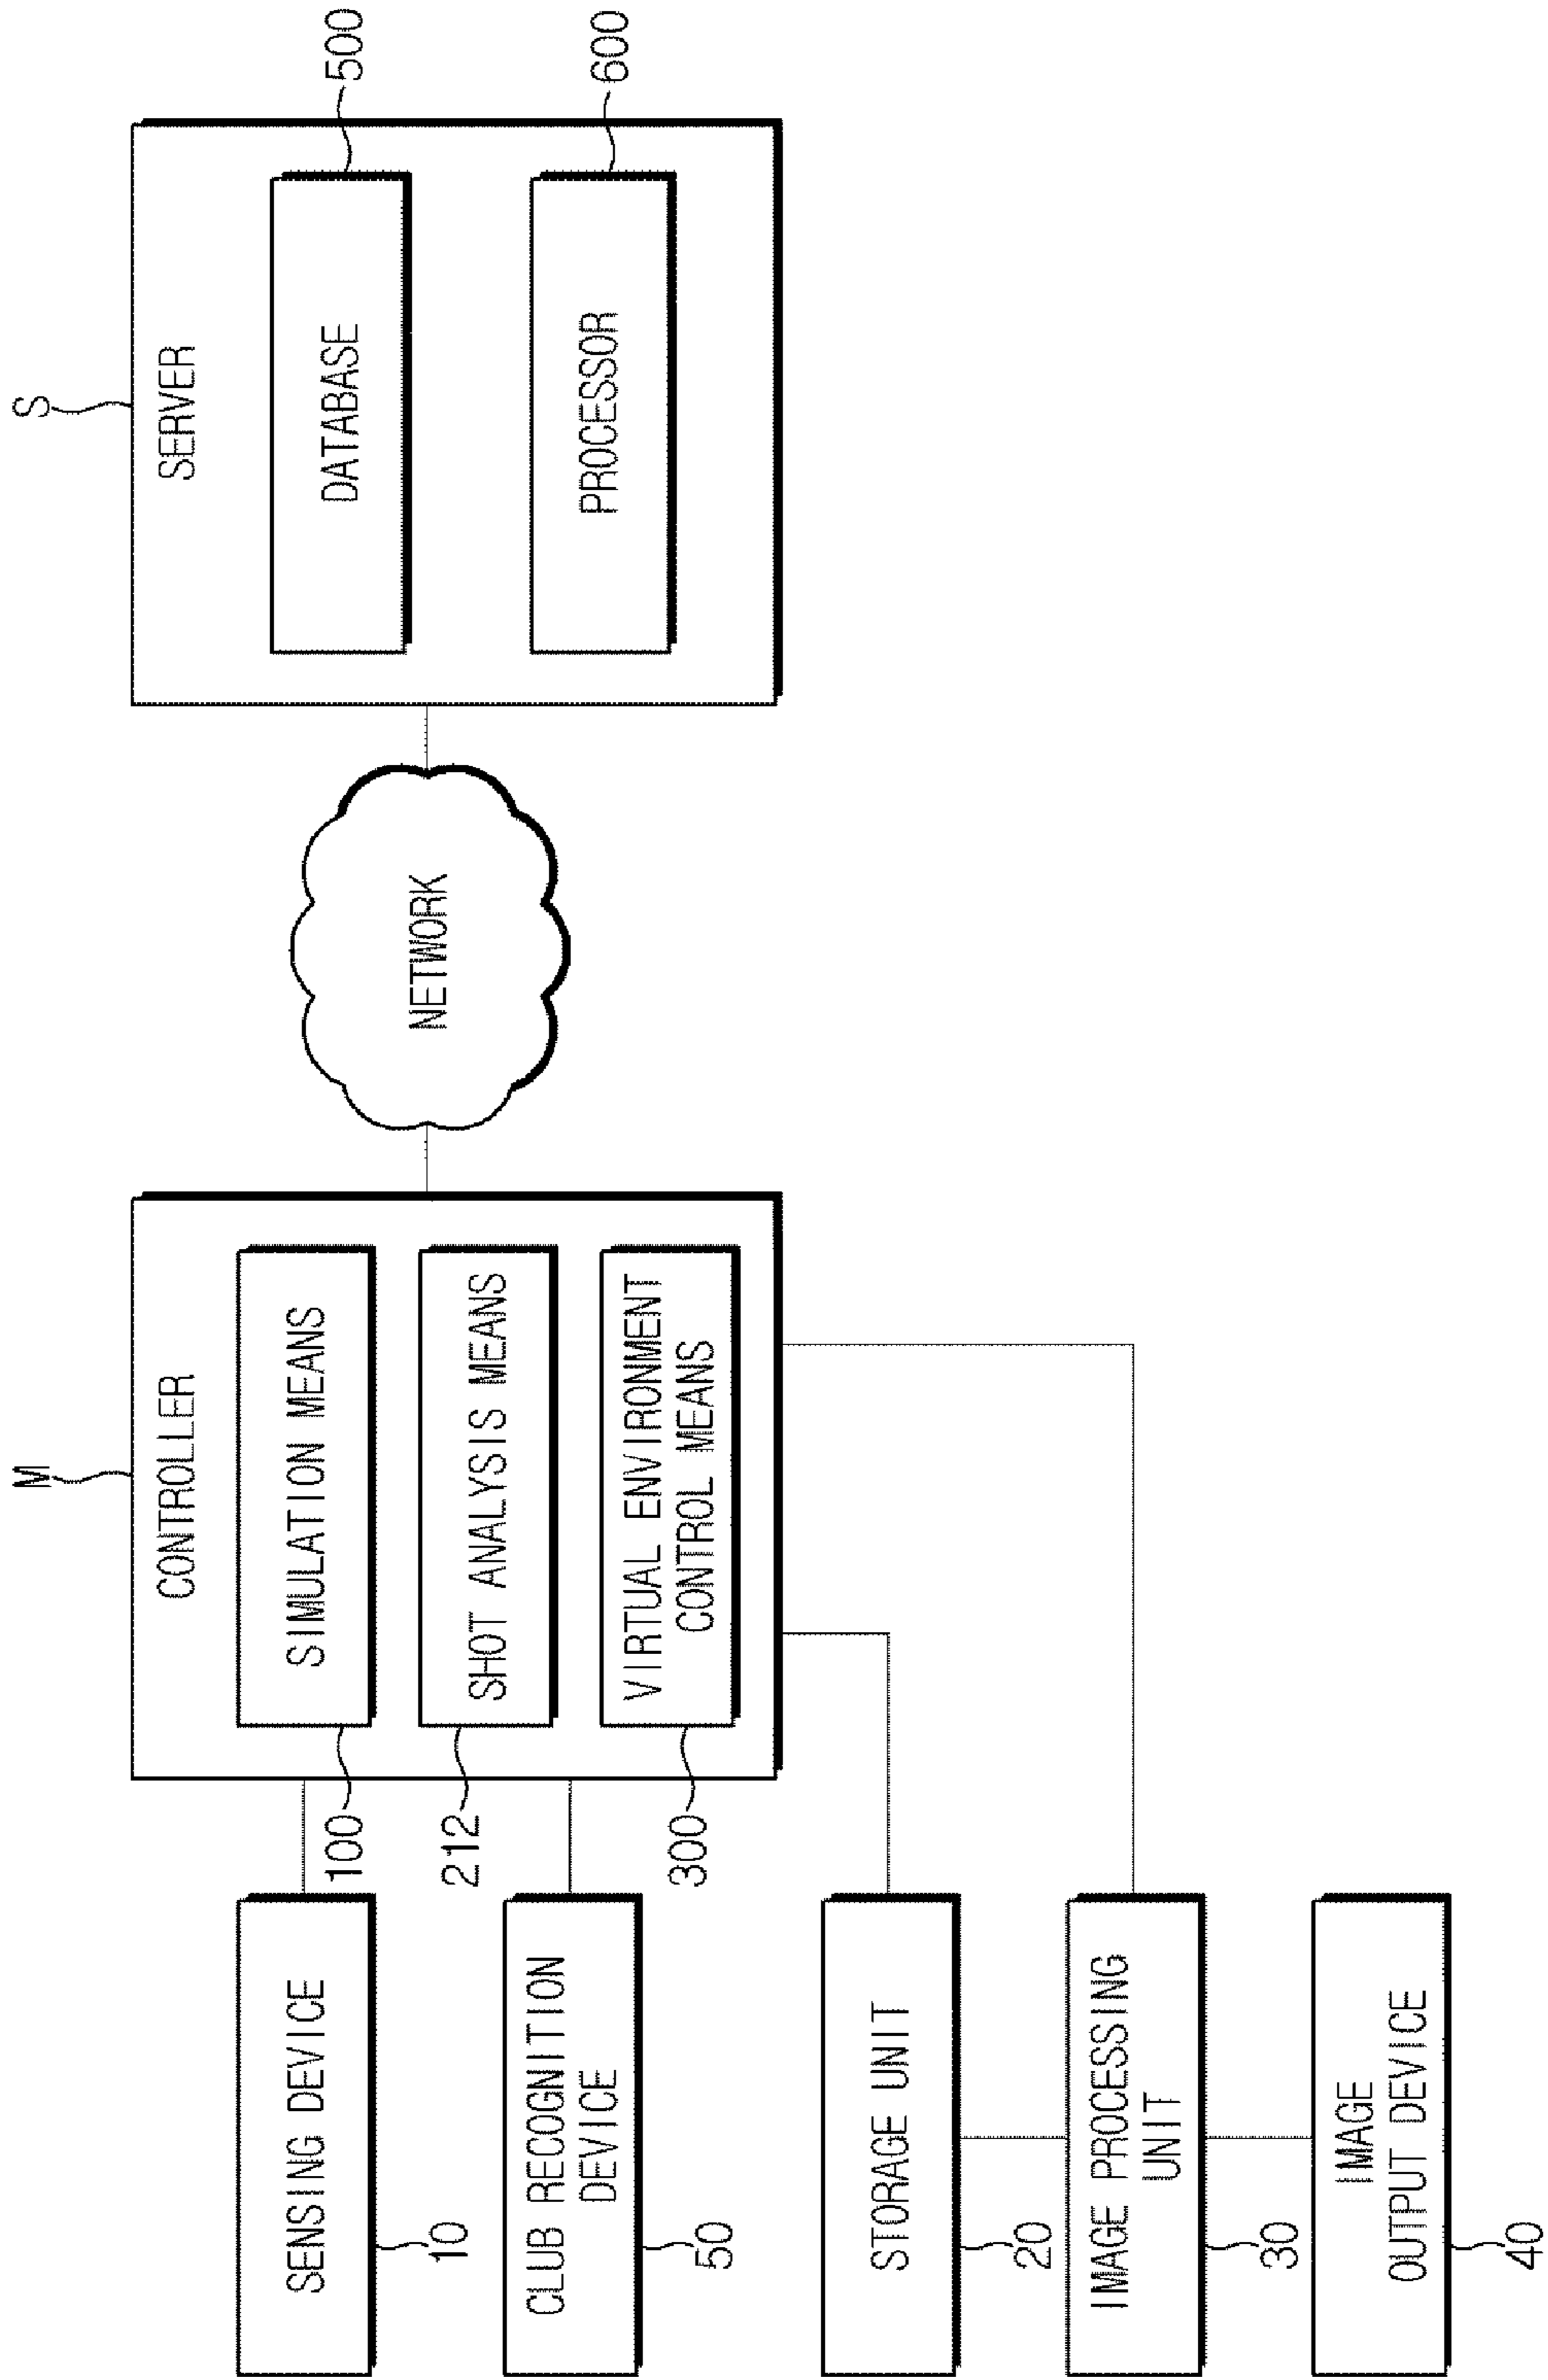 M
S
CONTROLLER
SERVER
SENSING DEVICE
10
SIMULATION MEANS
100
DATABASE
500
SHOT ANALYSIS MEANS
212
NETWORK
CLUB RECOGNITION
DEVICE
50
VIRTUAL ENVIRONMENT
CONTROL MEANS
300
PROCESSOR
600
STORAGE UNIT
20
IMAGE PROCESSING
UNIT
30
IMAGE
OUTPUT DEVICE
40